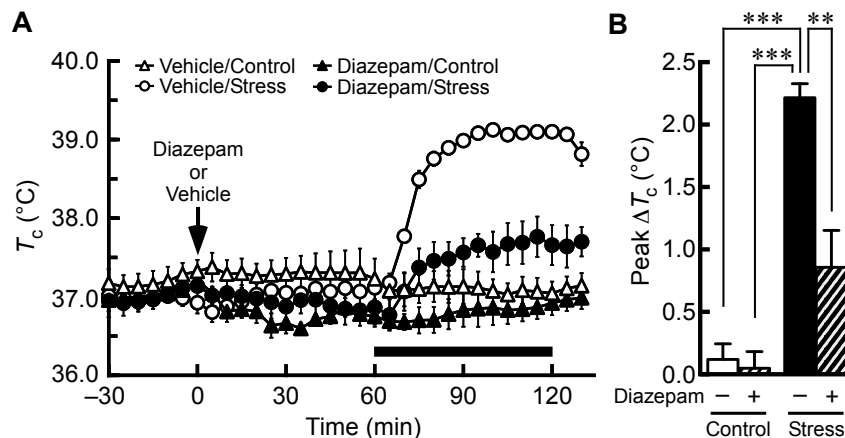 A
40.0
39.0
38.0
37.0
36.0
Tc (°C)
Vehicle/Control
Vehicle/Stress
Diazepam/Control
Diazepam/Stress
Diazepam
or
Vehicle
–30 0 30 60 90 120
Time (min)
B
*** **
***
2.5
2.0
1.5
1.0
0.5
0.0
Peak ΔTc (°C)
Diazepam – + – +
Control Stress